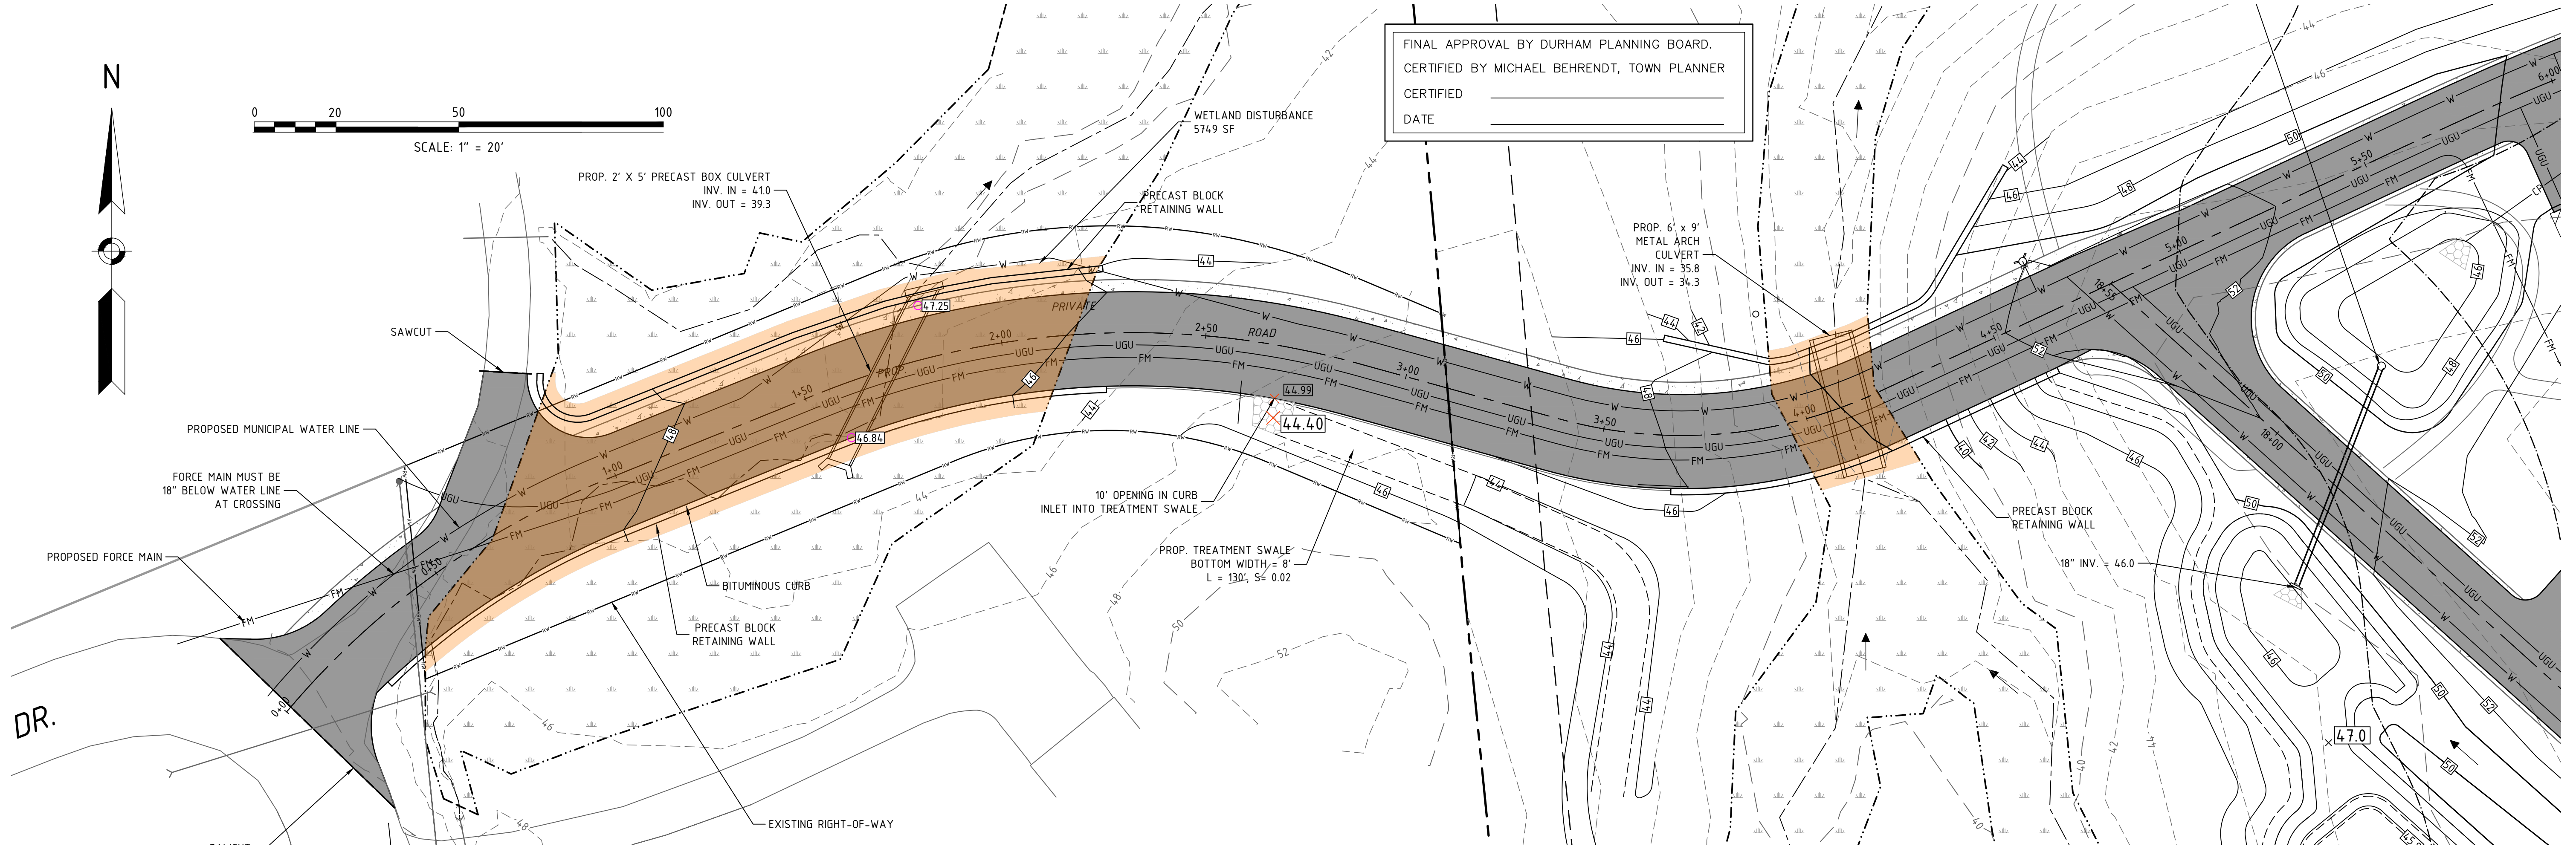 N
0 20 50 100
SCALE: 1" = 20'
FINAL APPROVAL BY DURHAM PLANNING BOARD.
CERTIFIED BY MICHAEL BEHRENDT, TOWN PLANNER
CERTIFIED
DATE
WETLAND DISTURBANCE
5749 SF
PROP. 2' X 5' PRECAST BOX CULVERT
INV. IN = 41.0
INV. OUT = 39.3
PRECAST BLOCK
RETAINING WALL
PROP. 6' x 9'
METAL ARCH
CULVERT
INV. IN = 35.8
INV. OUT = 34.3
SAWCUT
PROPOSED MUNICIPAL WATER LINE
FORCE MAIN MUST BE
18" BELOW WATER LINE
AT CROSSING
PROPOSED FORCE MAIN
PROP. PRIVATE ROAD
47.25
46.84
44.99
44.40
10' OPENING IN CURB
INLET INTO TREATMENT SWALE
PROP. TREATMENT SWALE
BOTTOM WIDTH = 8'
L = 130', S= 0.02
BITUMINOUS CURB
PRECAST BLOCK
RETAINING WALL
EXISTING RIGHT-OF-WAY
PRECAST BLOCK
RETAINING WALL
18" INV. = 46.0
47.0
DR.
0+00
0+50
1+00
1+50
2+00
2+50
3+00
3+50
4+00
4+50
5+00
5+50
6+00
18+55
18+00